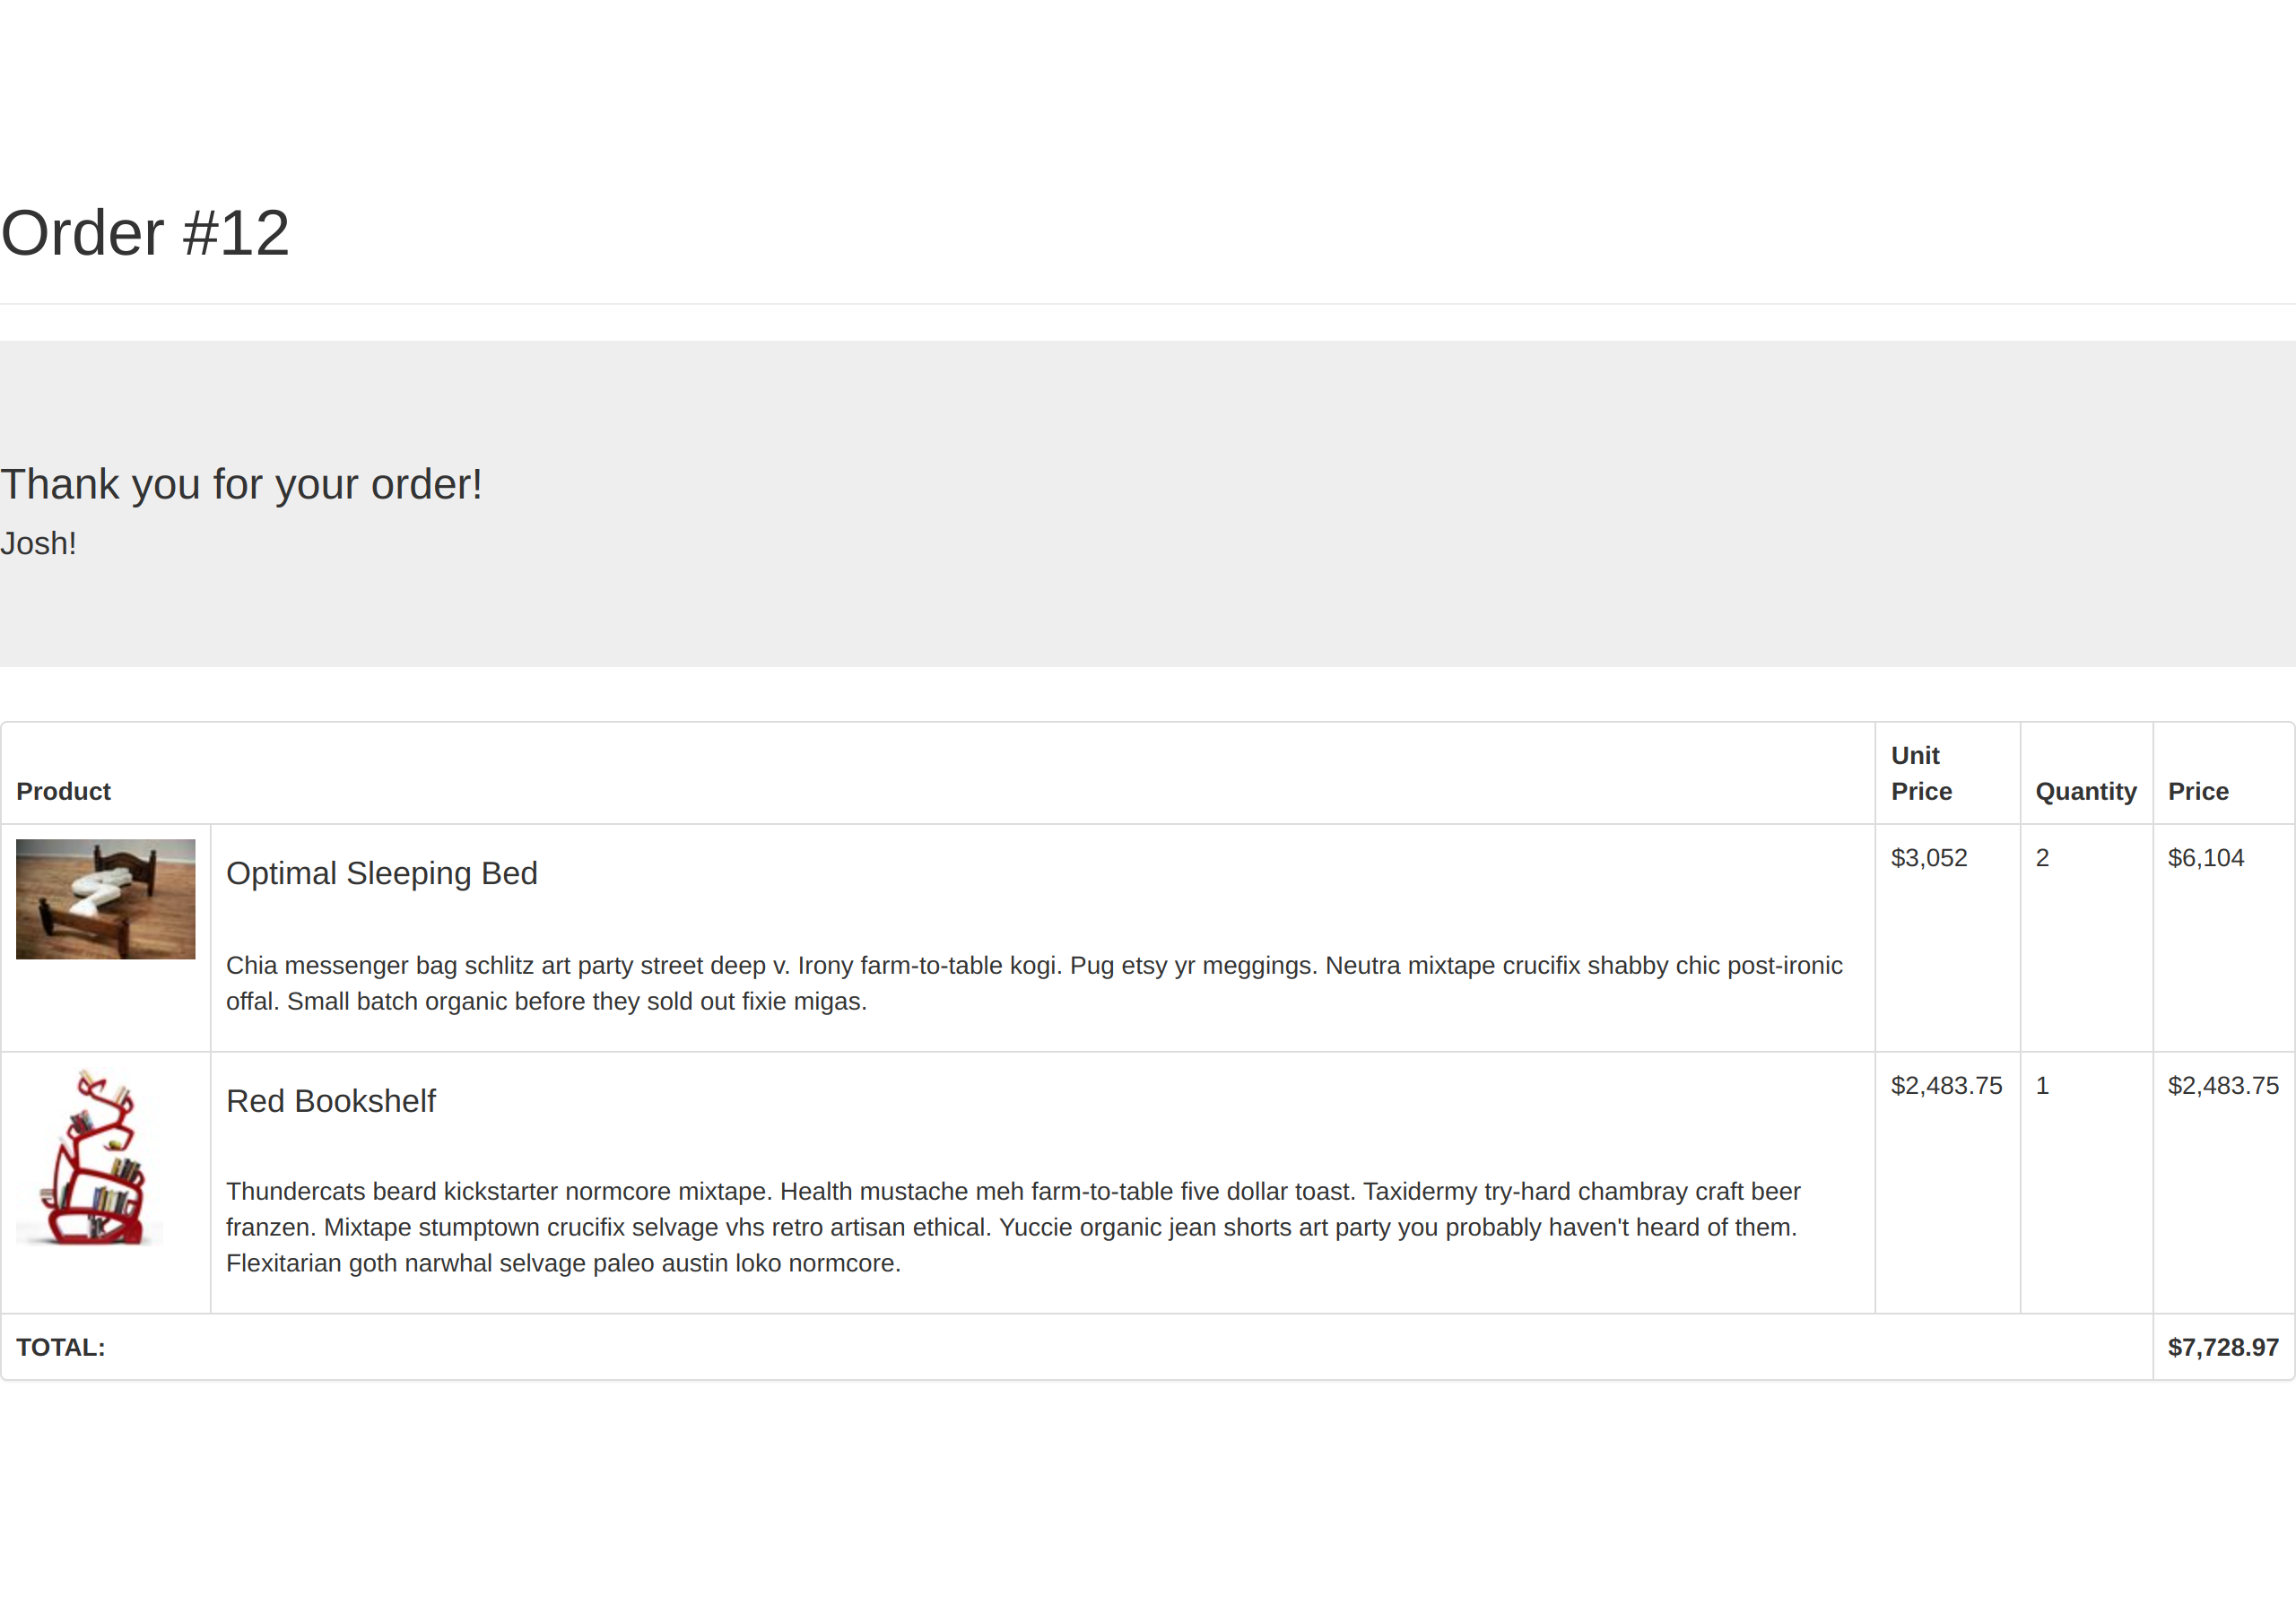 Order #12
Thank you for your order!
Josh!
Product
Unit
Price
Quantity
Price
Optimal Sleeping Bed
Chia messenger bag schlitz art party street deep v. Irony farm-to-table kogi. Pug etsy yr meggings. Neutra mixtape crucifix shabby chic post-ironic
offal. Small batch organic before they sold out fixie migas.
$3,052
2
$6,104
Red Bookshelf
Thundercats beard kickstarter normcore mixtape. Health mustache meh farm-to-table five dollar toast. Taxidermy try-hard chambray craft beer
franzen. Mixtape stumptown crucifix selvage vhs retro artisan ethical. Yuccie organic jean shorts art party you probably haven't heard of them.
Flexitarian goth narwhal selvage paleo austin loko normcore.
$2,483.75
1
$2,483.75
TOTAL:
$7,728.97